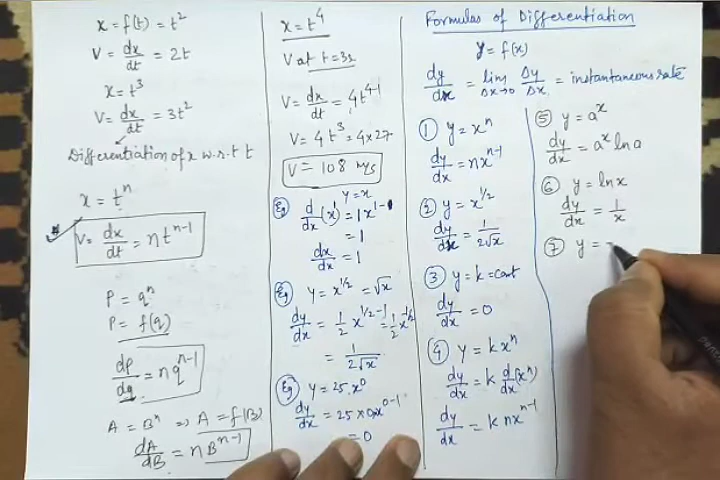 x = f(t) = t²
V = dx/dt = 2t
x = t³
V = dx/dt = 3t²
Differentiation of x w.r.t t
x = tⁿ
V = dx/dt = n tⁿ⁻¹
P = qⁿ
P = f(q)
dP/dq = n qⁿ⁻¹
A = Bⁿ ⇒ A = f(B)
dA/dB = n Bⁿ⁻¹
x = t⁴
V at t = 3s
V = dx/dt = 4t⁴⁻¹
V = 4t³ = 4×27
V = 108 m/s
y = x
Eg d/dx (x¹) = 1x¹⁻¹
= 1
dx/dx = 1
Eg y = x^1/2 = √x
dy/dx = 1/2 x^1/2-1 = 1/2 x^-1/2
= 1/2√x
Eg y = 25x⁰
dy/dx = 25 × 0x⁰⁻¹
= 0
Formulas of Differentiation
y = f(x)
dy/dx = lim Δx→0 Δy/Δx = instantaneous rate
① y = xⁿ
dy/dx = nxⁿ⁻¹
② y = x^1/2
dy/dx = 1/2√x
③ y = k = const
dy/dx = 0
④ y = kxⁿ
dy/dx = k d/dx (xⁿ)
dy/dx = k nxⁿ⁻¹
⑤ y = aˣ
dy/dx = aˣ ln a
⑥ y = ln x
dy/dx = 1/x
⑦ y =